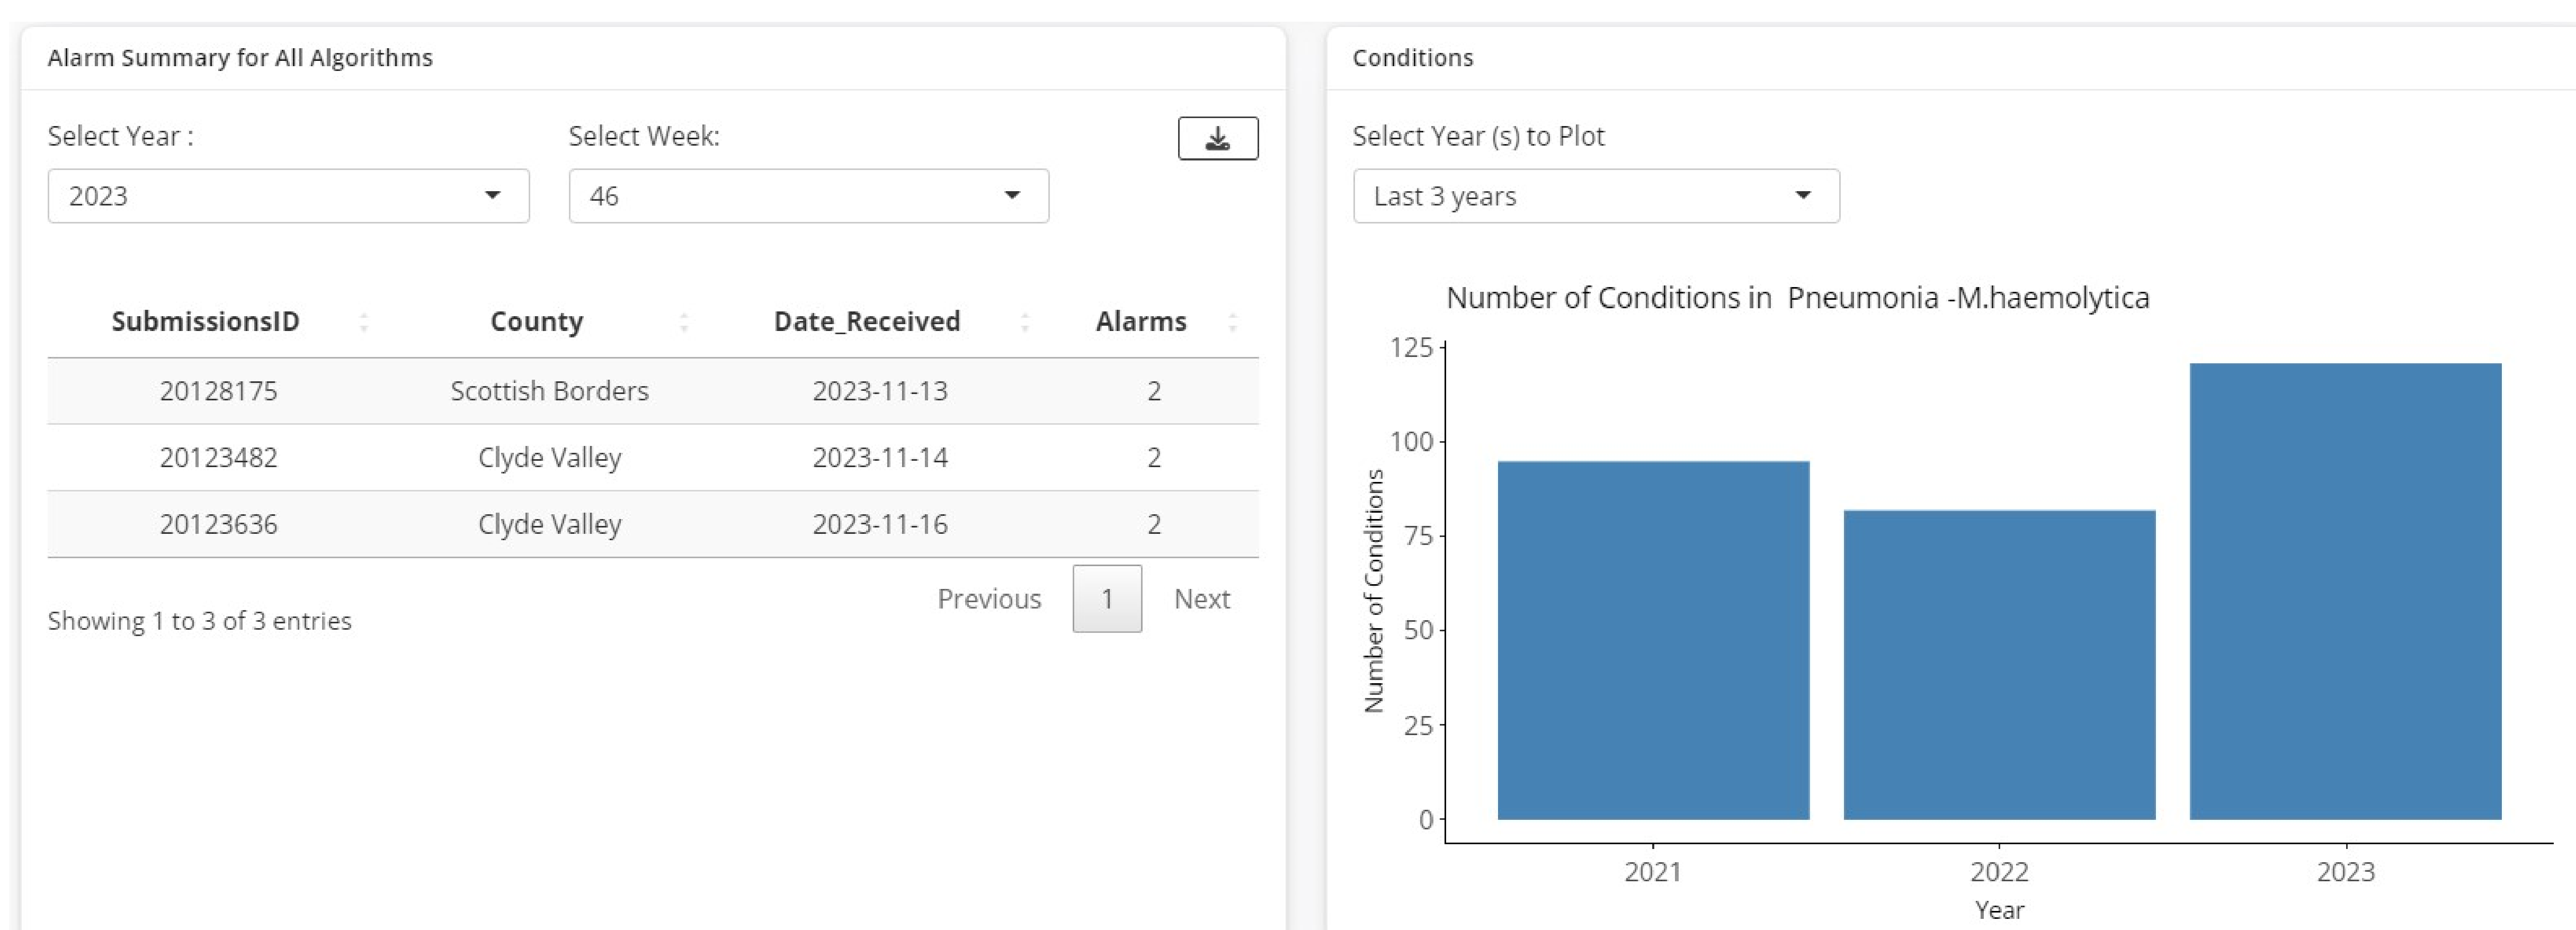 Alarm Summary for All Algorithms
Select Year :
Select Week:
2023
46
SubmissionsID County Date_Received Alarms
20128175 Scottish Borders 2023-11-13 2
20123482 Clyde Valley 2023-11-14 2
20123636 Clyde Valley 2023-11-16 2
Showing 1 to 3 of 3 entries
Previous 1 Next
Conditions
Select Year (s) to Plot
Last 3 years
Number of Conditions in  Pneumonia -M.haemolytica
Number of Conditions
125
100
75
50
25
0
2021 2022 2023
Year